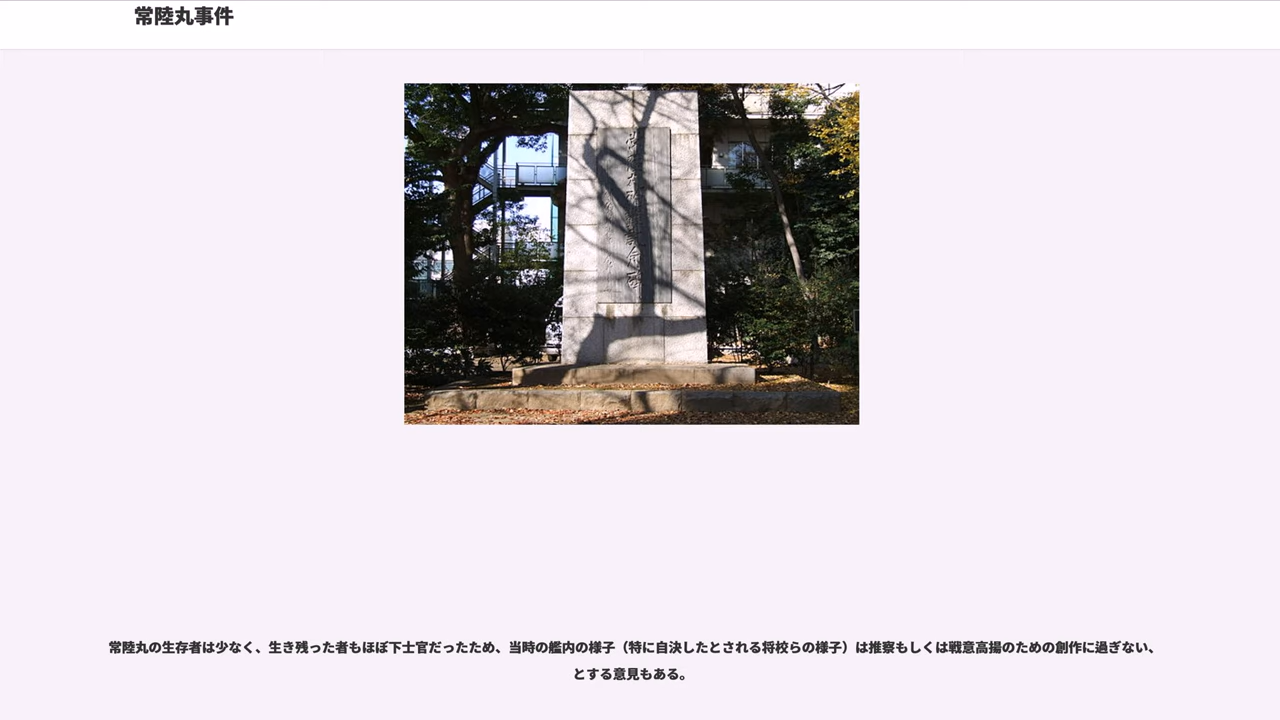 常陸丸事件
常陸丸の生存者は少なく、生き残った者もほぼ下士官だったため、当時の艦内の様子（特に自決したとされる将校らの様子）は推察もしくは戦意高揚のための創作に過ぎない、
とする意見もある。